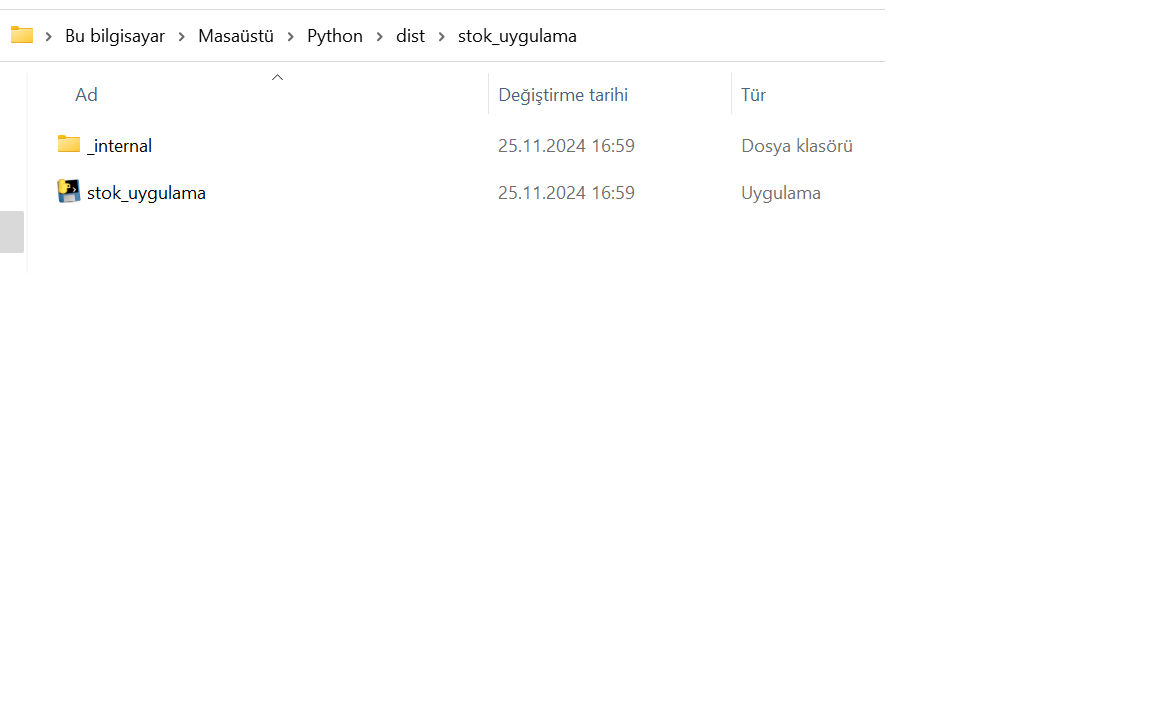 Bu bilgisayar > Masaüstü > Python > dist > stok_uygulama
Ad Değiştirme tarihi Tür
_internal 25.11.2024 16:59 Dosya klasörü
stok_uygulama 25.11.2024 16:59 Uygulama